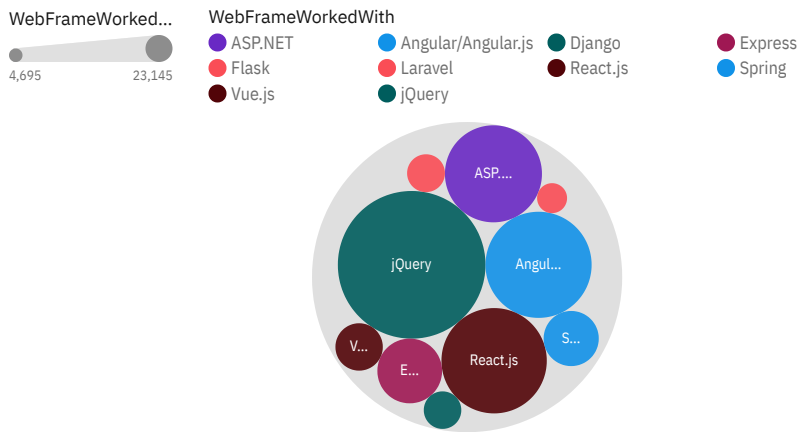 WebFrameWorked...
4,695 23,145
WebFrameWorkedWith
ASP.NET Angular/Angular.js Django Express
Flask Laravel React.js Spring
Vue.js jQuery
ASP....
jQuery Angul...
V... S...
E... React.js